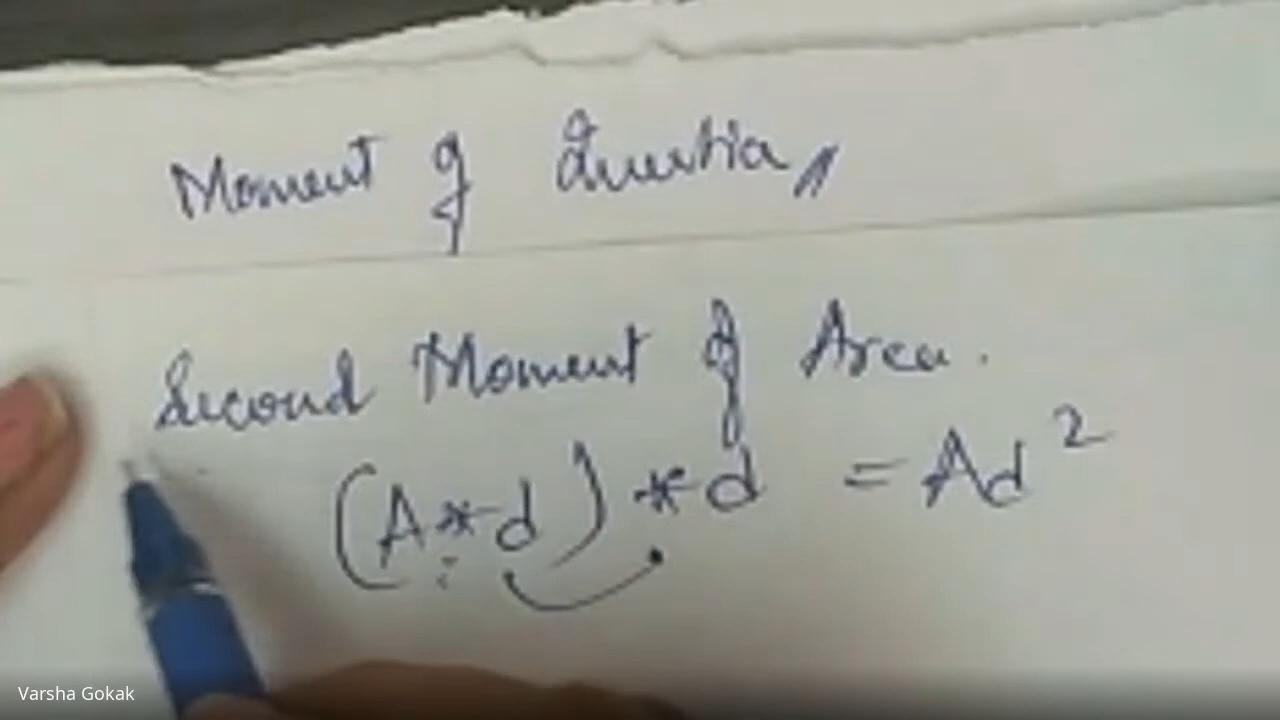 Moment of Inertia
Second Moment of Area.
(A*d)*d = Ad²
Varsha Gokak